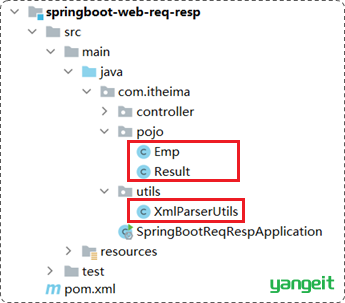 springboot-web-req-resp
src
main
java
com.itheima
controller
pojo
Emp
Result
utils
XmlParserUtils
SpringBootReqRespApplication
resources
test
pom.xml
yangeit